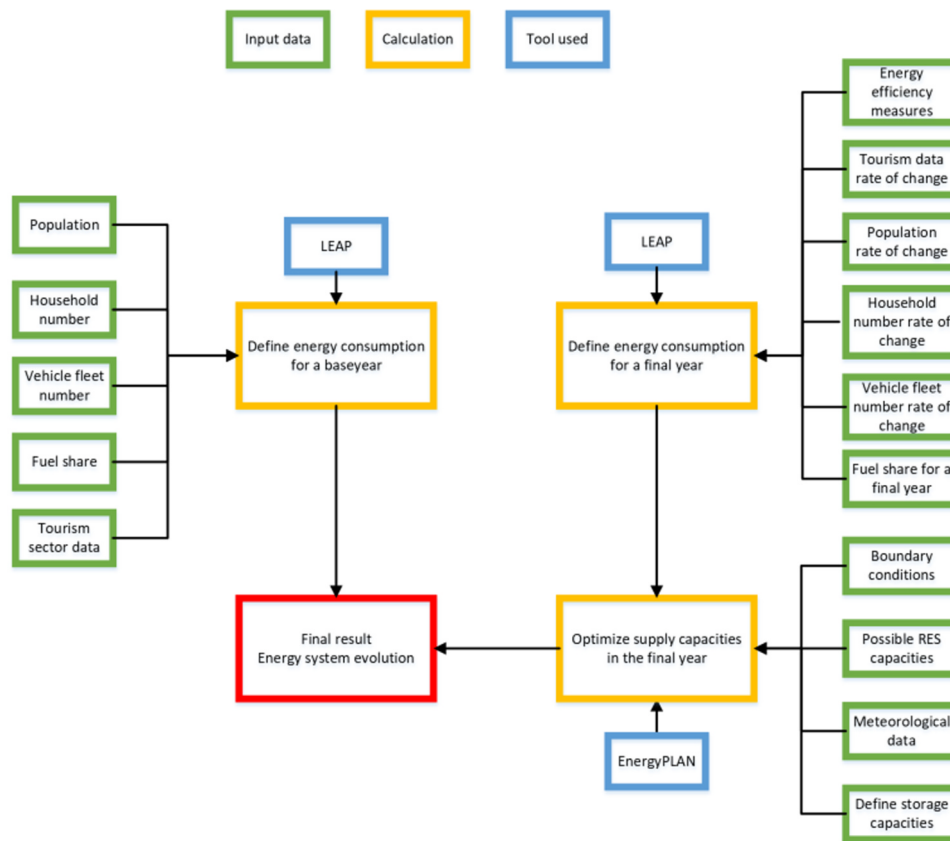 Input data
Calculation
Tool used
Energy
efficiency
measures
Tourism data
rate of change
Population
rate of change
Household
number rate of
change
Vehicle fleet
number rate of
change
Fuel share for a
final year
Population
Household
number
Vehicle fleet
number
Fuel share
Tourism
sector data
LEAP
Define energy consumption
for a baseyear
LEAP
Define energy consumption
for a final year
Final result
Energy system evolution
Optimize supply capacities
in the final year
EnergyPLAN
Boundary
conditions
Possible RES
capacities
Meteorological
data
Define storage
capacities